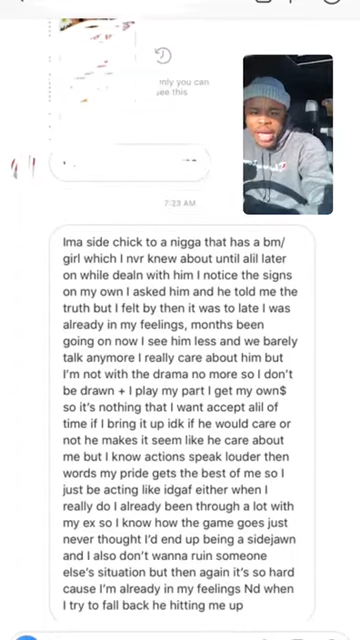 only you can
see this
7:23 AM
Ima side chick to a nigga that has a bm/
girl which I nvr knew about until alil later
on while dealn with him I notice the signs
on my own I asked him and he told me the
truth but I felt by then it was to late I was
already in my feelings, months been
going on now I see him less and we barely
talk anymore I really care about him but
I'm not with the drama no more so I don't
be drawn + I play my part I get my own$
so it's nothing that I want accept alil of
time if I bring it up idk if he would care or
not he makes it seem like he care about
me but I know actions speak louder then
words my pride gets the best of me so I
just be acting like idgaf either when I
really do I already been through a lot with
my ex so I know how the game goes just
never thought I'd end up being a sidejawn
and I also don't wanna ruin someone
else's situation but then again it's so hard
cause I'm already in my feelings Nd when
I try to fall back he hitting me up